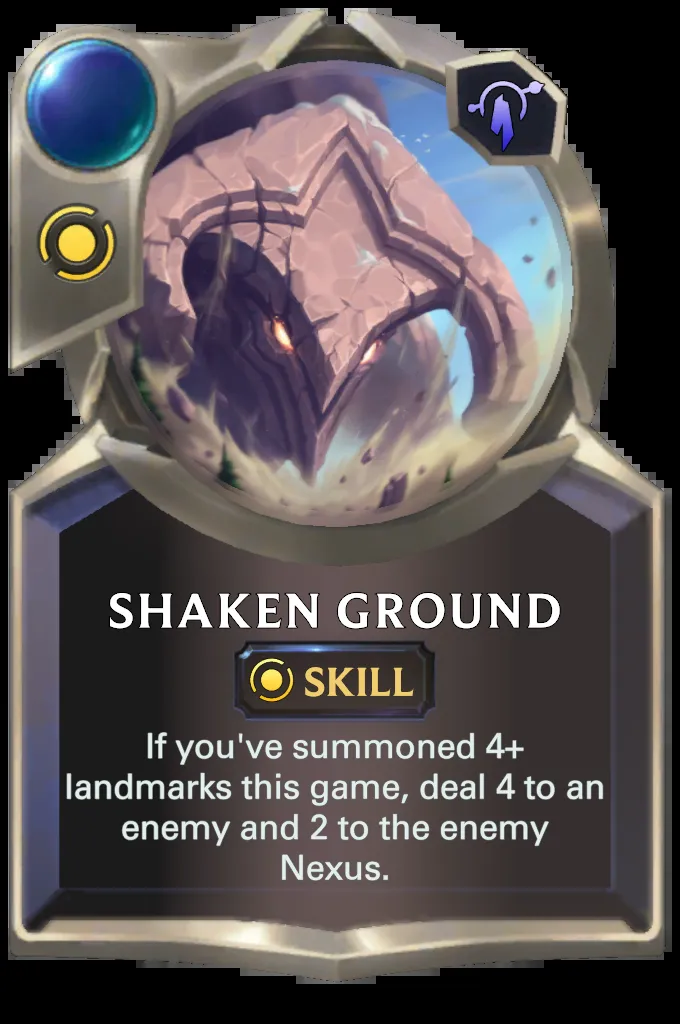 SHAKEN GROUND
SKILL
If you've summoned 4+
landmarks this game, deal 4 to an
enemy and 2 to the enemy
Nexus.